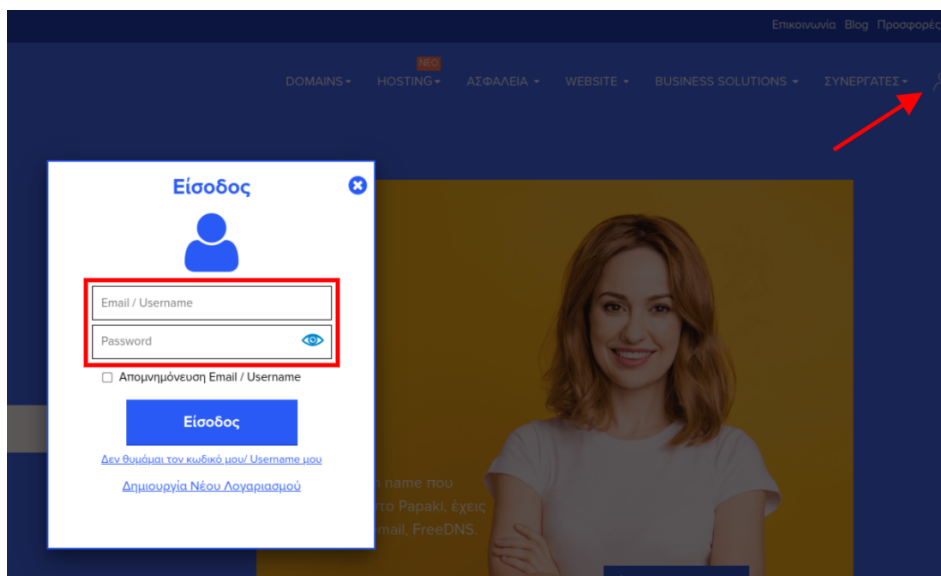 Επικοινωνία Blog Προσφορές
ΝΕΟ
DOMAINS HOSTING ΑΣΦΑΛΕΙΑ WEBSITE BUSINESS SOLUTIONS ΣΥΝΕΡΓΑΤΕΣ
Είσοδος
Email / Username
Password
Απομνημόνευση Email / Username
Είσοδος
Δεν θυμάμαι τον κωδικό μου/ Username μου
Δημιουργία Νέου Λογαριασμού
name που
το Papaki, έχεις
mail, FreeDNS.